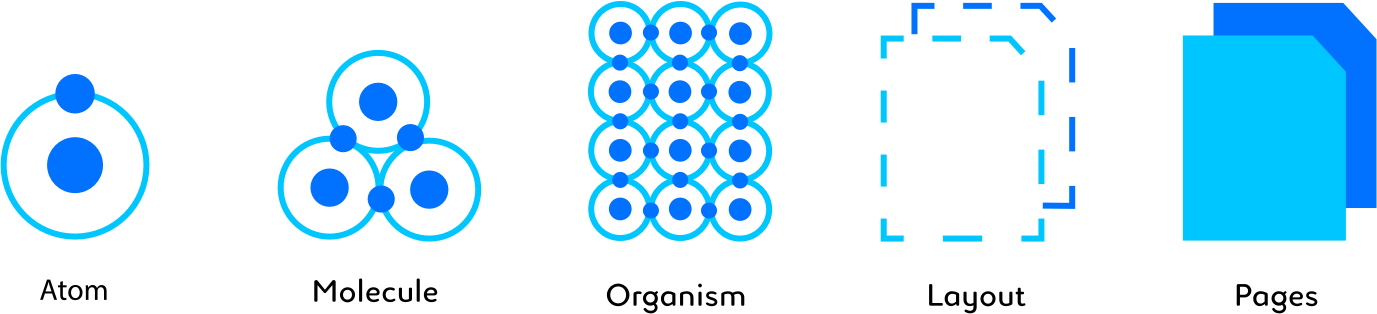 Atom
Molecule
Organism
Layout
Pages